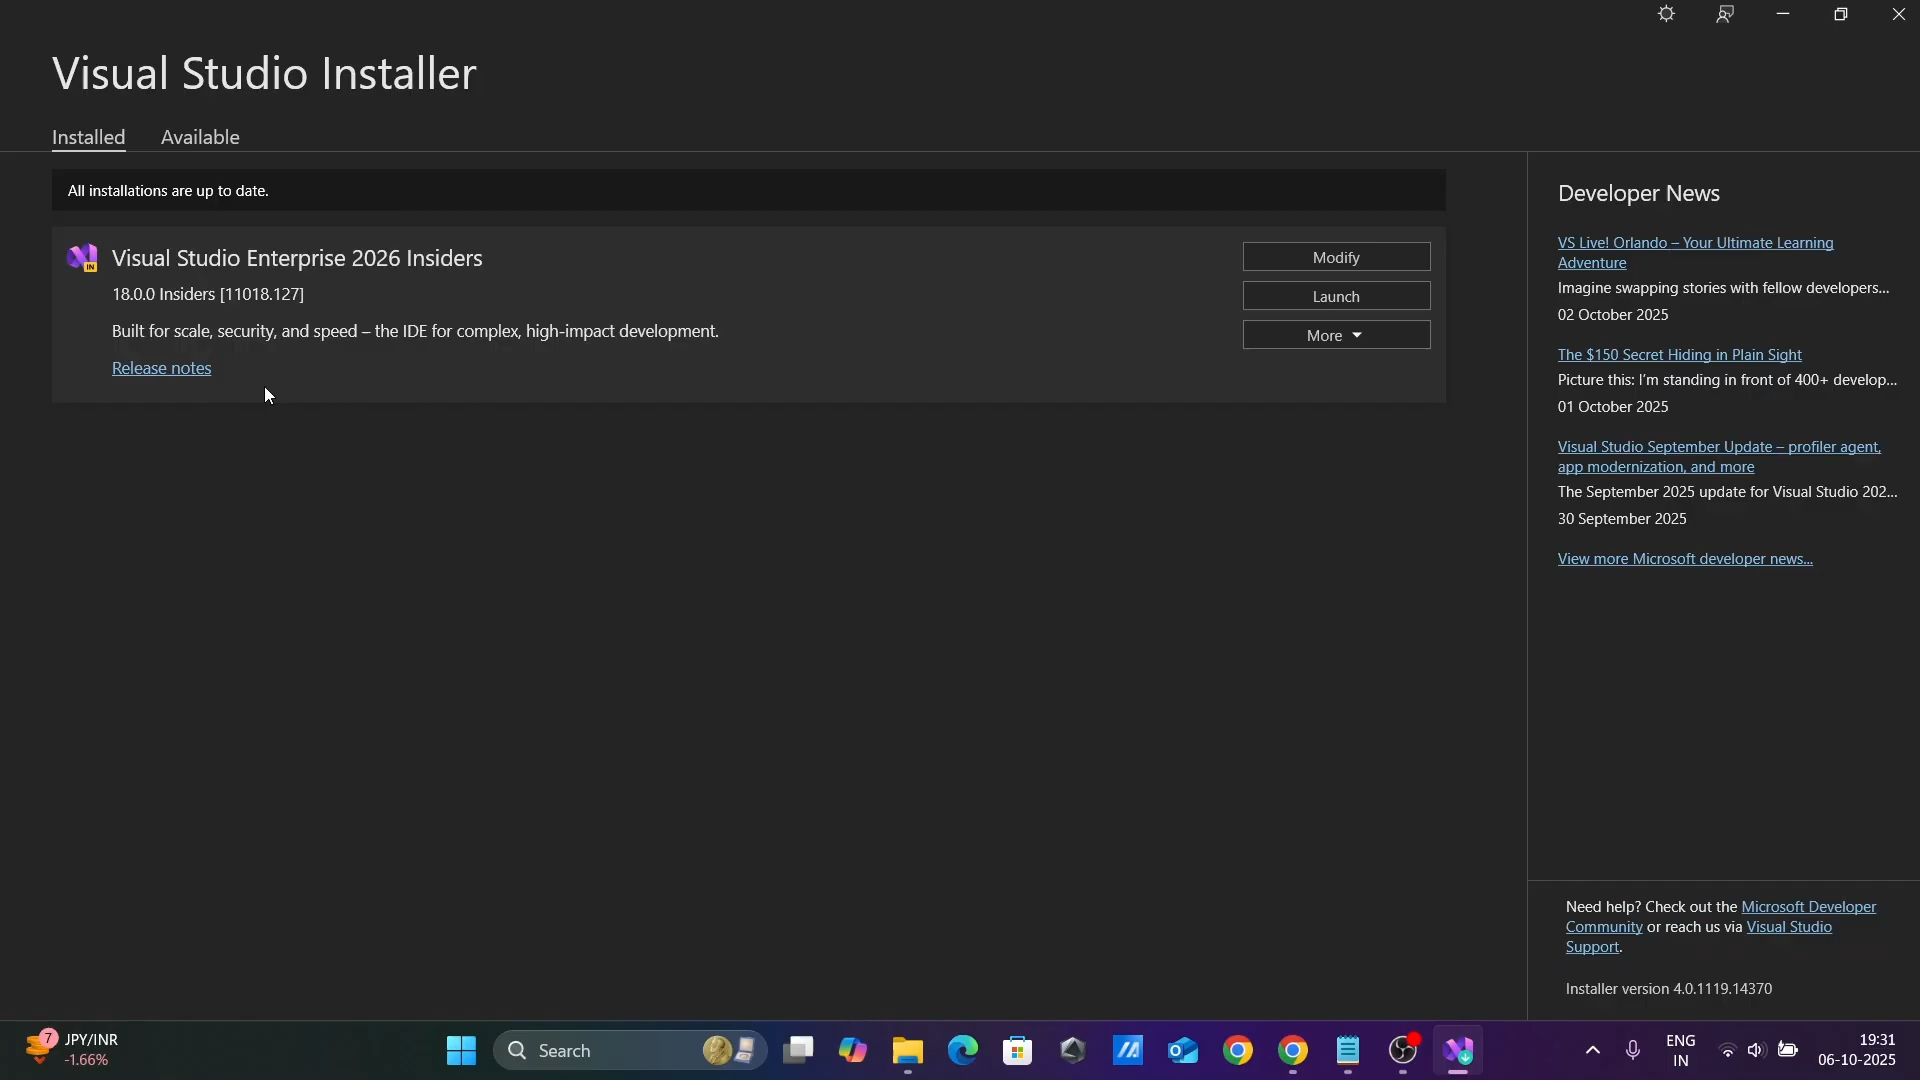 Visual Studio Installer
Installed Available
All installations are up to date.
IN
Visual Studio Enterprise 2026 Insiders
18.0.0 Insiders [11018.127]
Built for scale, security, and speed – the IDE for complex, high-impact development.
Release notes
Modify
Launch
More
Developer News
VS Live! Orlando – Your Ultimate Learning
Adventure
Imagine swapping stories with fellow developers...
02 October 2025
The $150 Secret Hiding in Plain Sight
Picture this: I'm standing in front of 400+ develop...
01 October 2025
Visual Studio September Update – profiler agent,
app modernization, and more
The September 2025 update for Visual Studio 202...
30 September 2025
View more Microsoft developer news...
Need help? Check out the Microsoft Developer
Community or reach us via Visual Studio
Support.
Installer version 4.0.1119.14370
7
JPY/INR
-1.66%
Search
ENG
IN
19:31
06-10-2025